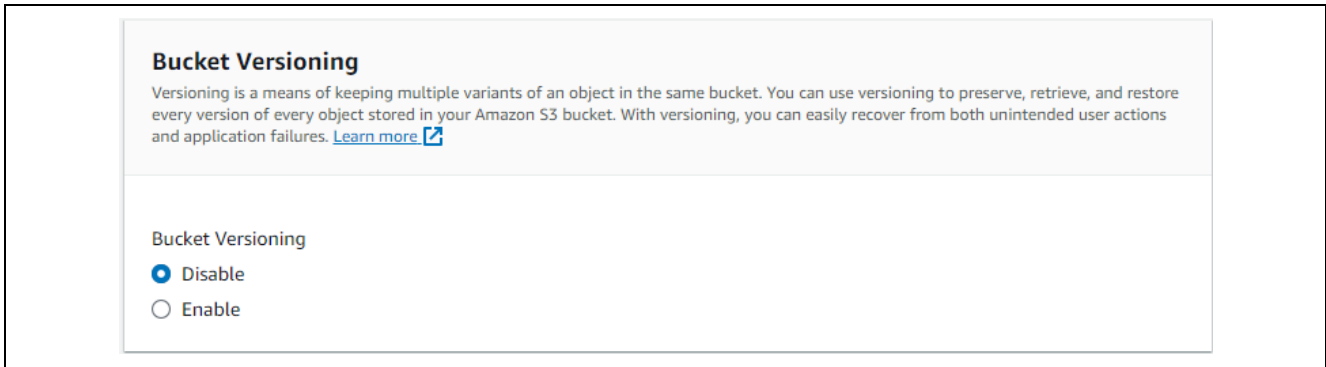 Bucket Versioning
Versioning is a means of keeping multiple variants of an object in the same bucket. You can use versioning to preserve, retrieve, and restore
every version of every object stored in your Amazon S3 bucket. With versioning, you can easily recover from both unintended user actions
and application failures. Learn more
Bucket Versioning
Disable
Enable